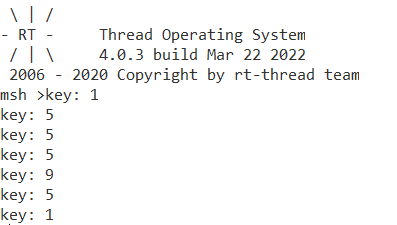 \ | /
- RT -     Thread Operating System
/ | \     4.0.3 build Mar 22 2022
2006 - 2020 Copyright by rt-thread team
msh >key: 1
key: 5
key: 5
key: 5
key: 9
key: 5
key: 1